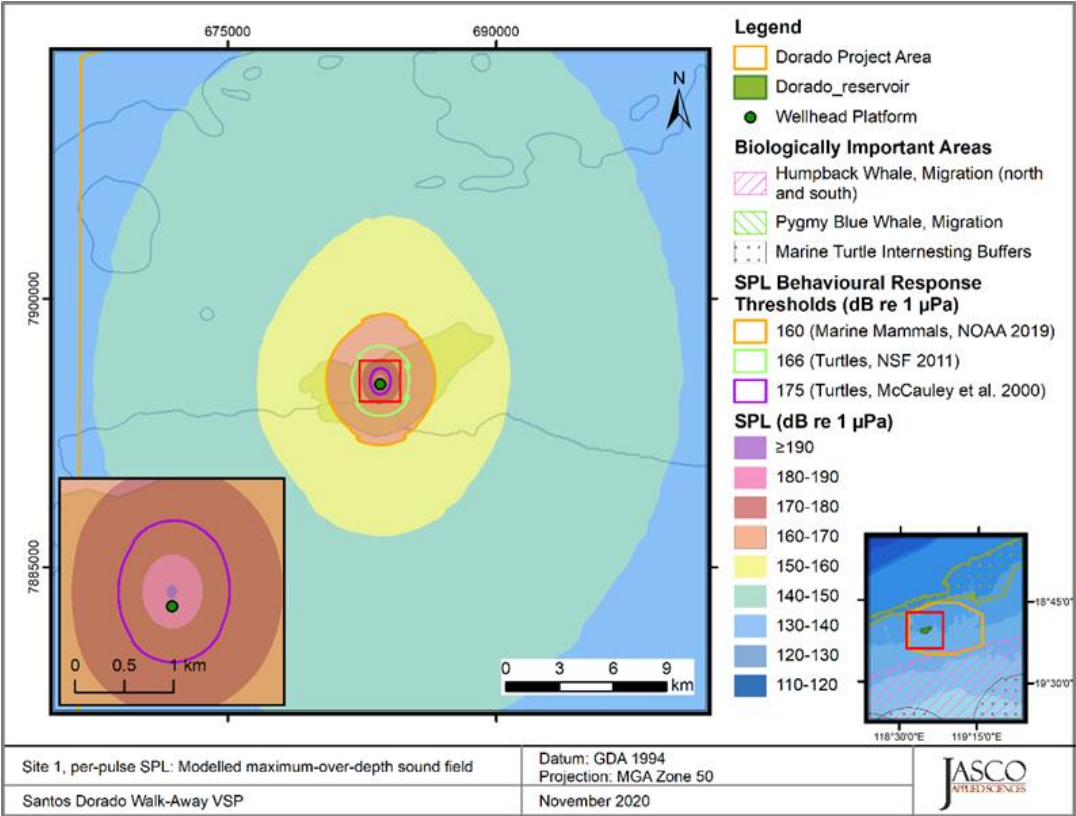 675000
690000
7900000
7885000
N
0 0.5 1 km
0 3 6 9
km
Legend
Dorado Project Area
Dorado_reservoir
Wellhead Platform
Biologically Important Areas
Humpback Whale, Migration (north
and south)
Pygmy Blue Whale, Migration
Marine Turtle Internesting Buffers
SPL Behavioural Response
Thresholds (dB re 1 µPa)
160 (Marine Mammals, NOAA 2019)
166 (Turtles, NSF 2011)
175 (Turtles, McCauley et al. 2000)
SPL (dB re 1 µPa)
≥190
180-190
170-180
160-170
150-160
140-150
130-140
120-130
110-120
18°45'0"
19°30'0"
118°30'0"E 119°15'0"E
Site 1, per-pulse SPL: Modelled maximum-over-depth sound field
Santos Dorado Walk-Away VSP
Datum: GDA 1994
Projection: MGA Zone 50
November 2020
JASCO
APPLIED SCIENCES